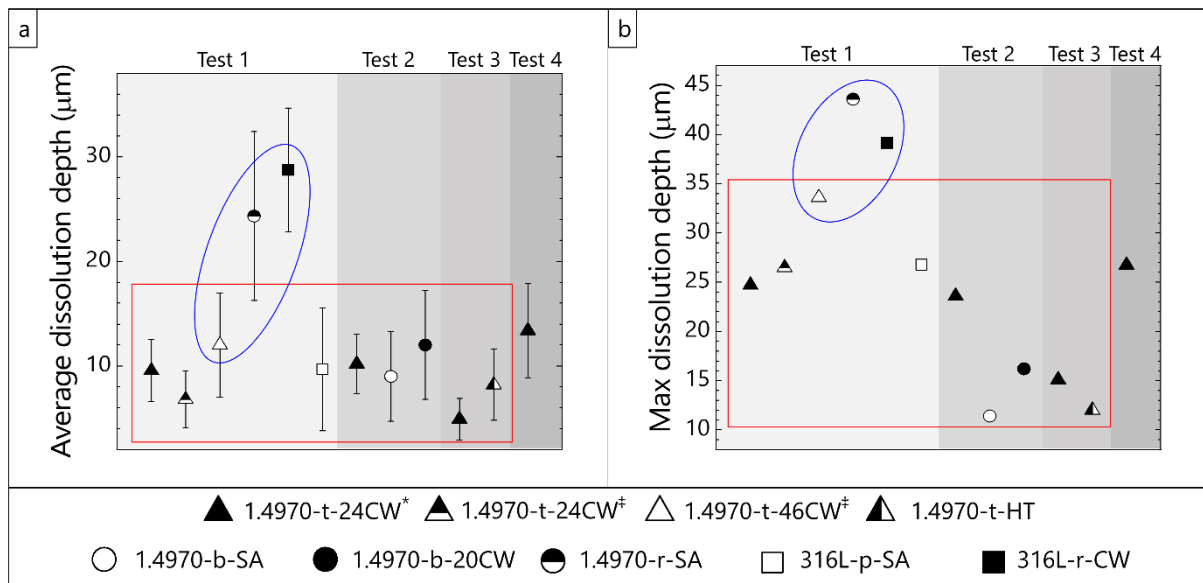 a
Test 1 Test 2 Test 3 Test 4
Average dissolution depth (μm)
30
20
10
b
Test 1 Test 2 Test 3 Test 4
Max dissolution depth (μm)
45
40
35
30
25
20
15
10
1.4970-t-24CW* 1.4970-t-24CW‡ 1.4970-t-46CW‡ 1.4970-t-HT
1.4970-b-SA 1.4970-b-20CW 1.4970-r-SA 316L-p-SA 316L-r-CW